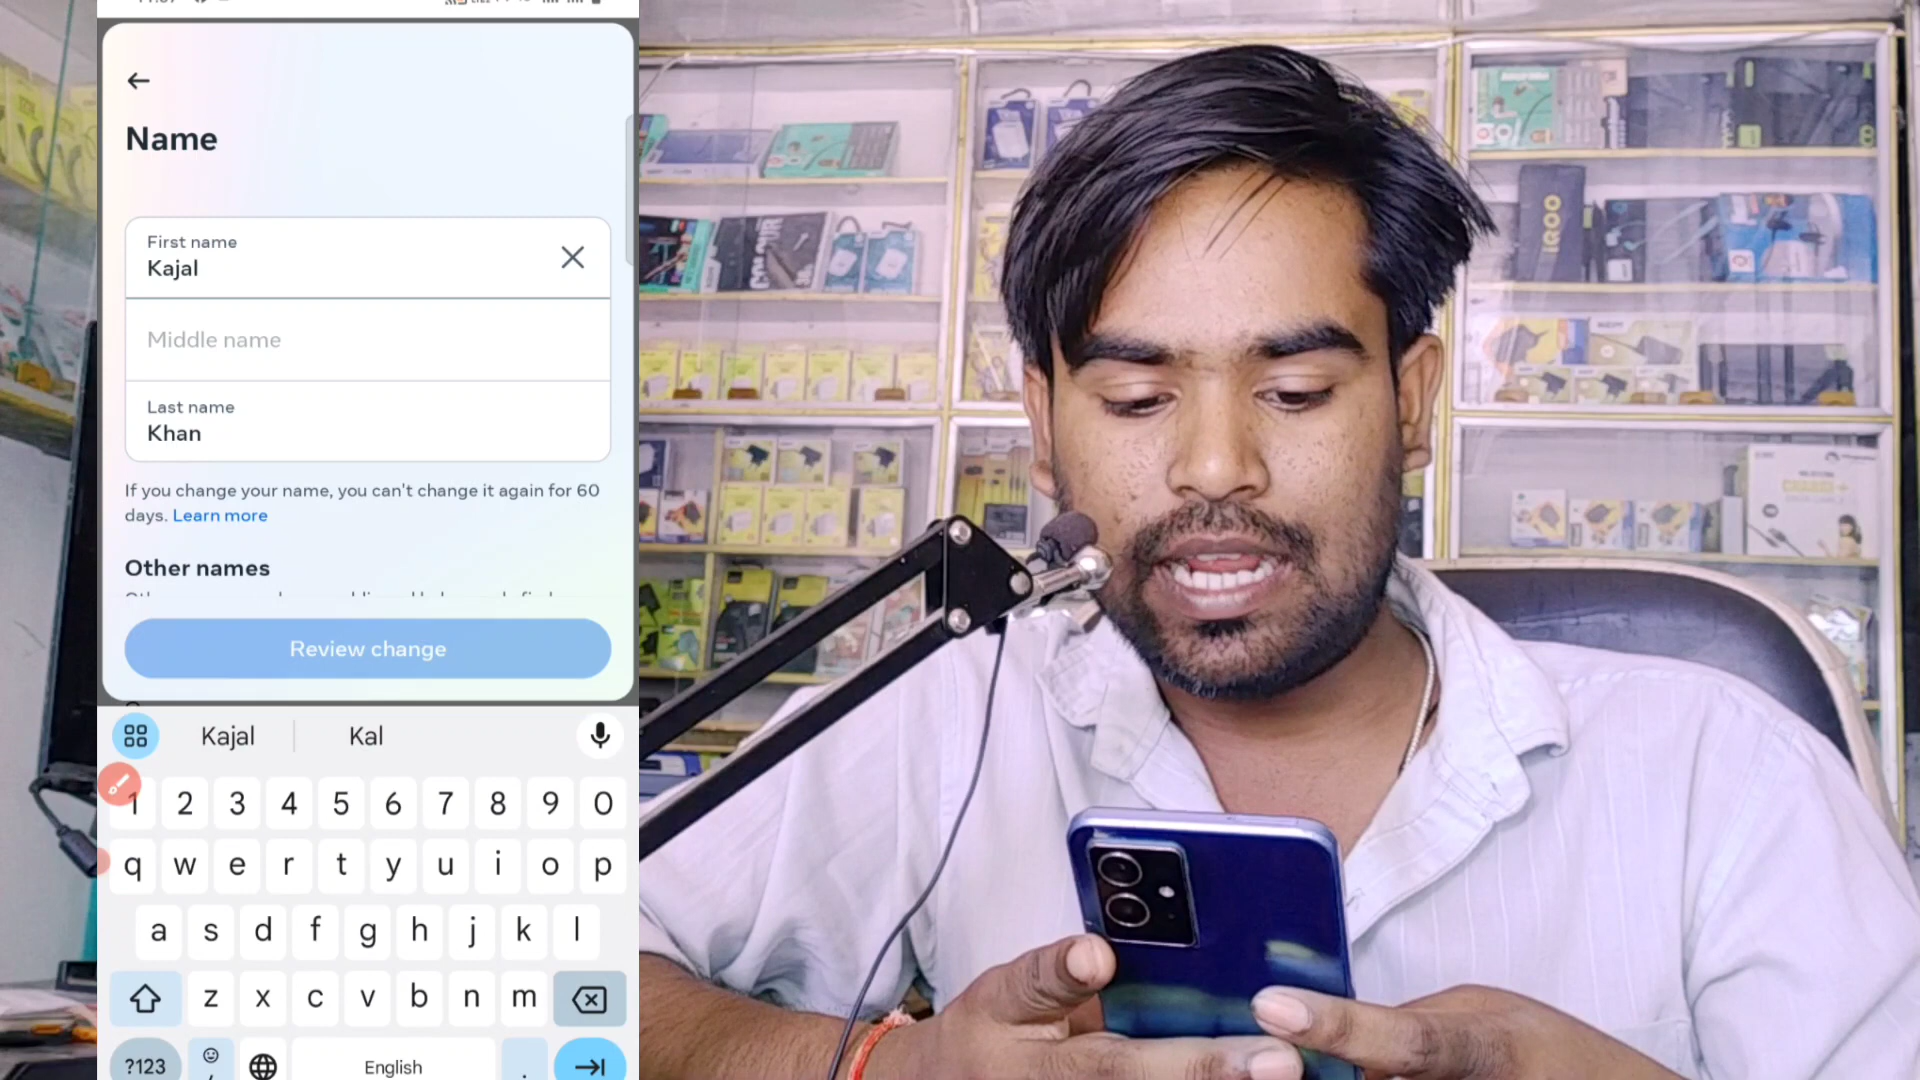 Name
First name
Kajal
Middle name
Last name
Khan
If you change your name, you can't change it again for 60
days. Learn more
Other names
Review change
Kajal
Kal
1 2 3 4 5 6 7 8 9 0
q w e r t y u i o p
a s d f g h j k l
z x c v b n m
?123
English
.
iQOO